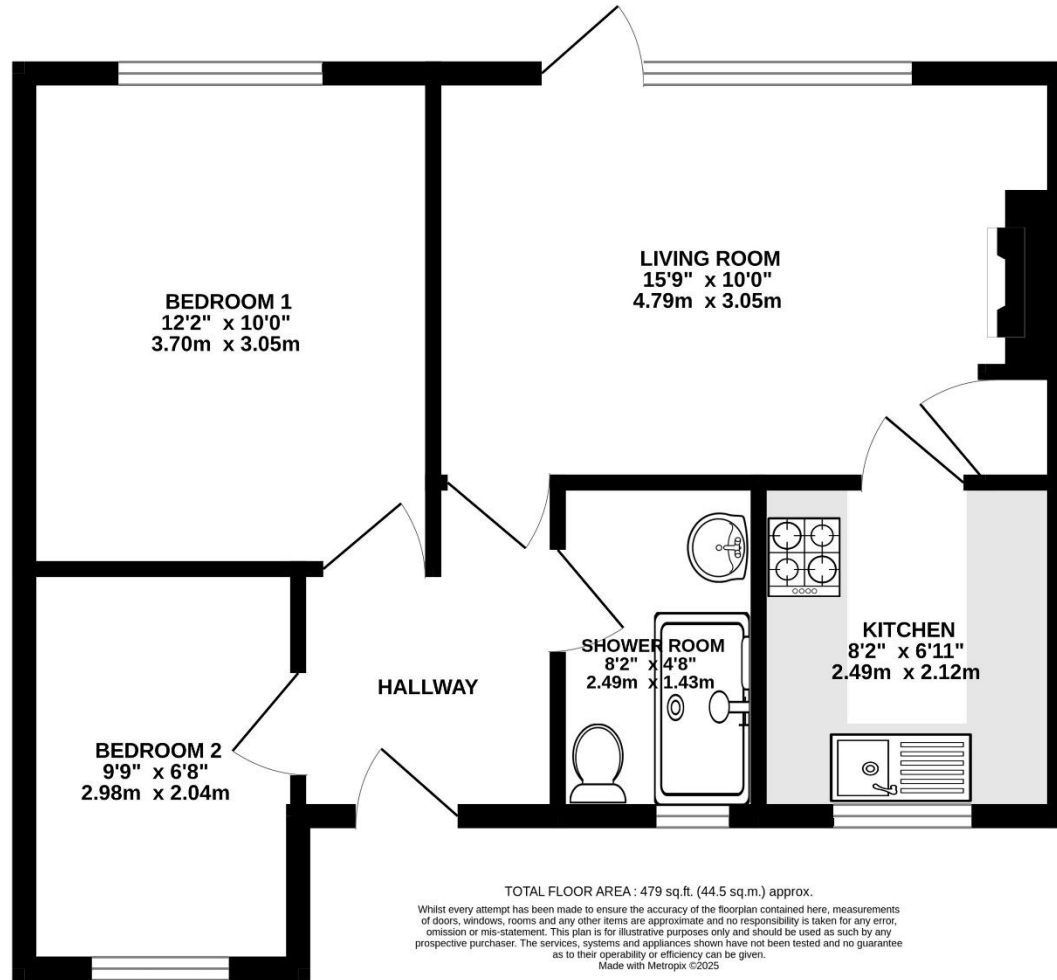 BEDROOM 1
12'2" x 10'0"
3.70m x 3.05m
LIVING ROOM
15'9" x 10'0"
4.79m x 3.05m
SHOWER ROOM
8'2" x 4'8"
2.49m x 1.43m
KITCHEN
8'2" x 6'11"
2.49m x 2.12m
HALLWAY
BEDROOM 2
9'9" x 6'8"
2.98m x 2.04m
TOTAL FLOOR AREA : 479 sq.ft. (44.5 sq.m.) approx.
Whilst every attempt has been made to ensure the accuracy of the floorplan contained here, measurements
of doors, windows, rooms and any other items are approximate and no responsibility is taken for any error,
omission or mis-statement. This plan is for illustrative purposes only and should be used as such by any
prospective purchaser. The services, systems and appliances shown have not been tested and no guarantee
as to their operability or efficiency can be given.
Made with Metropix ©2025